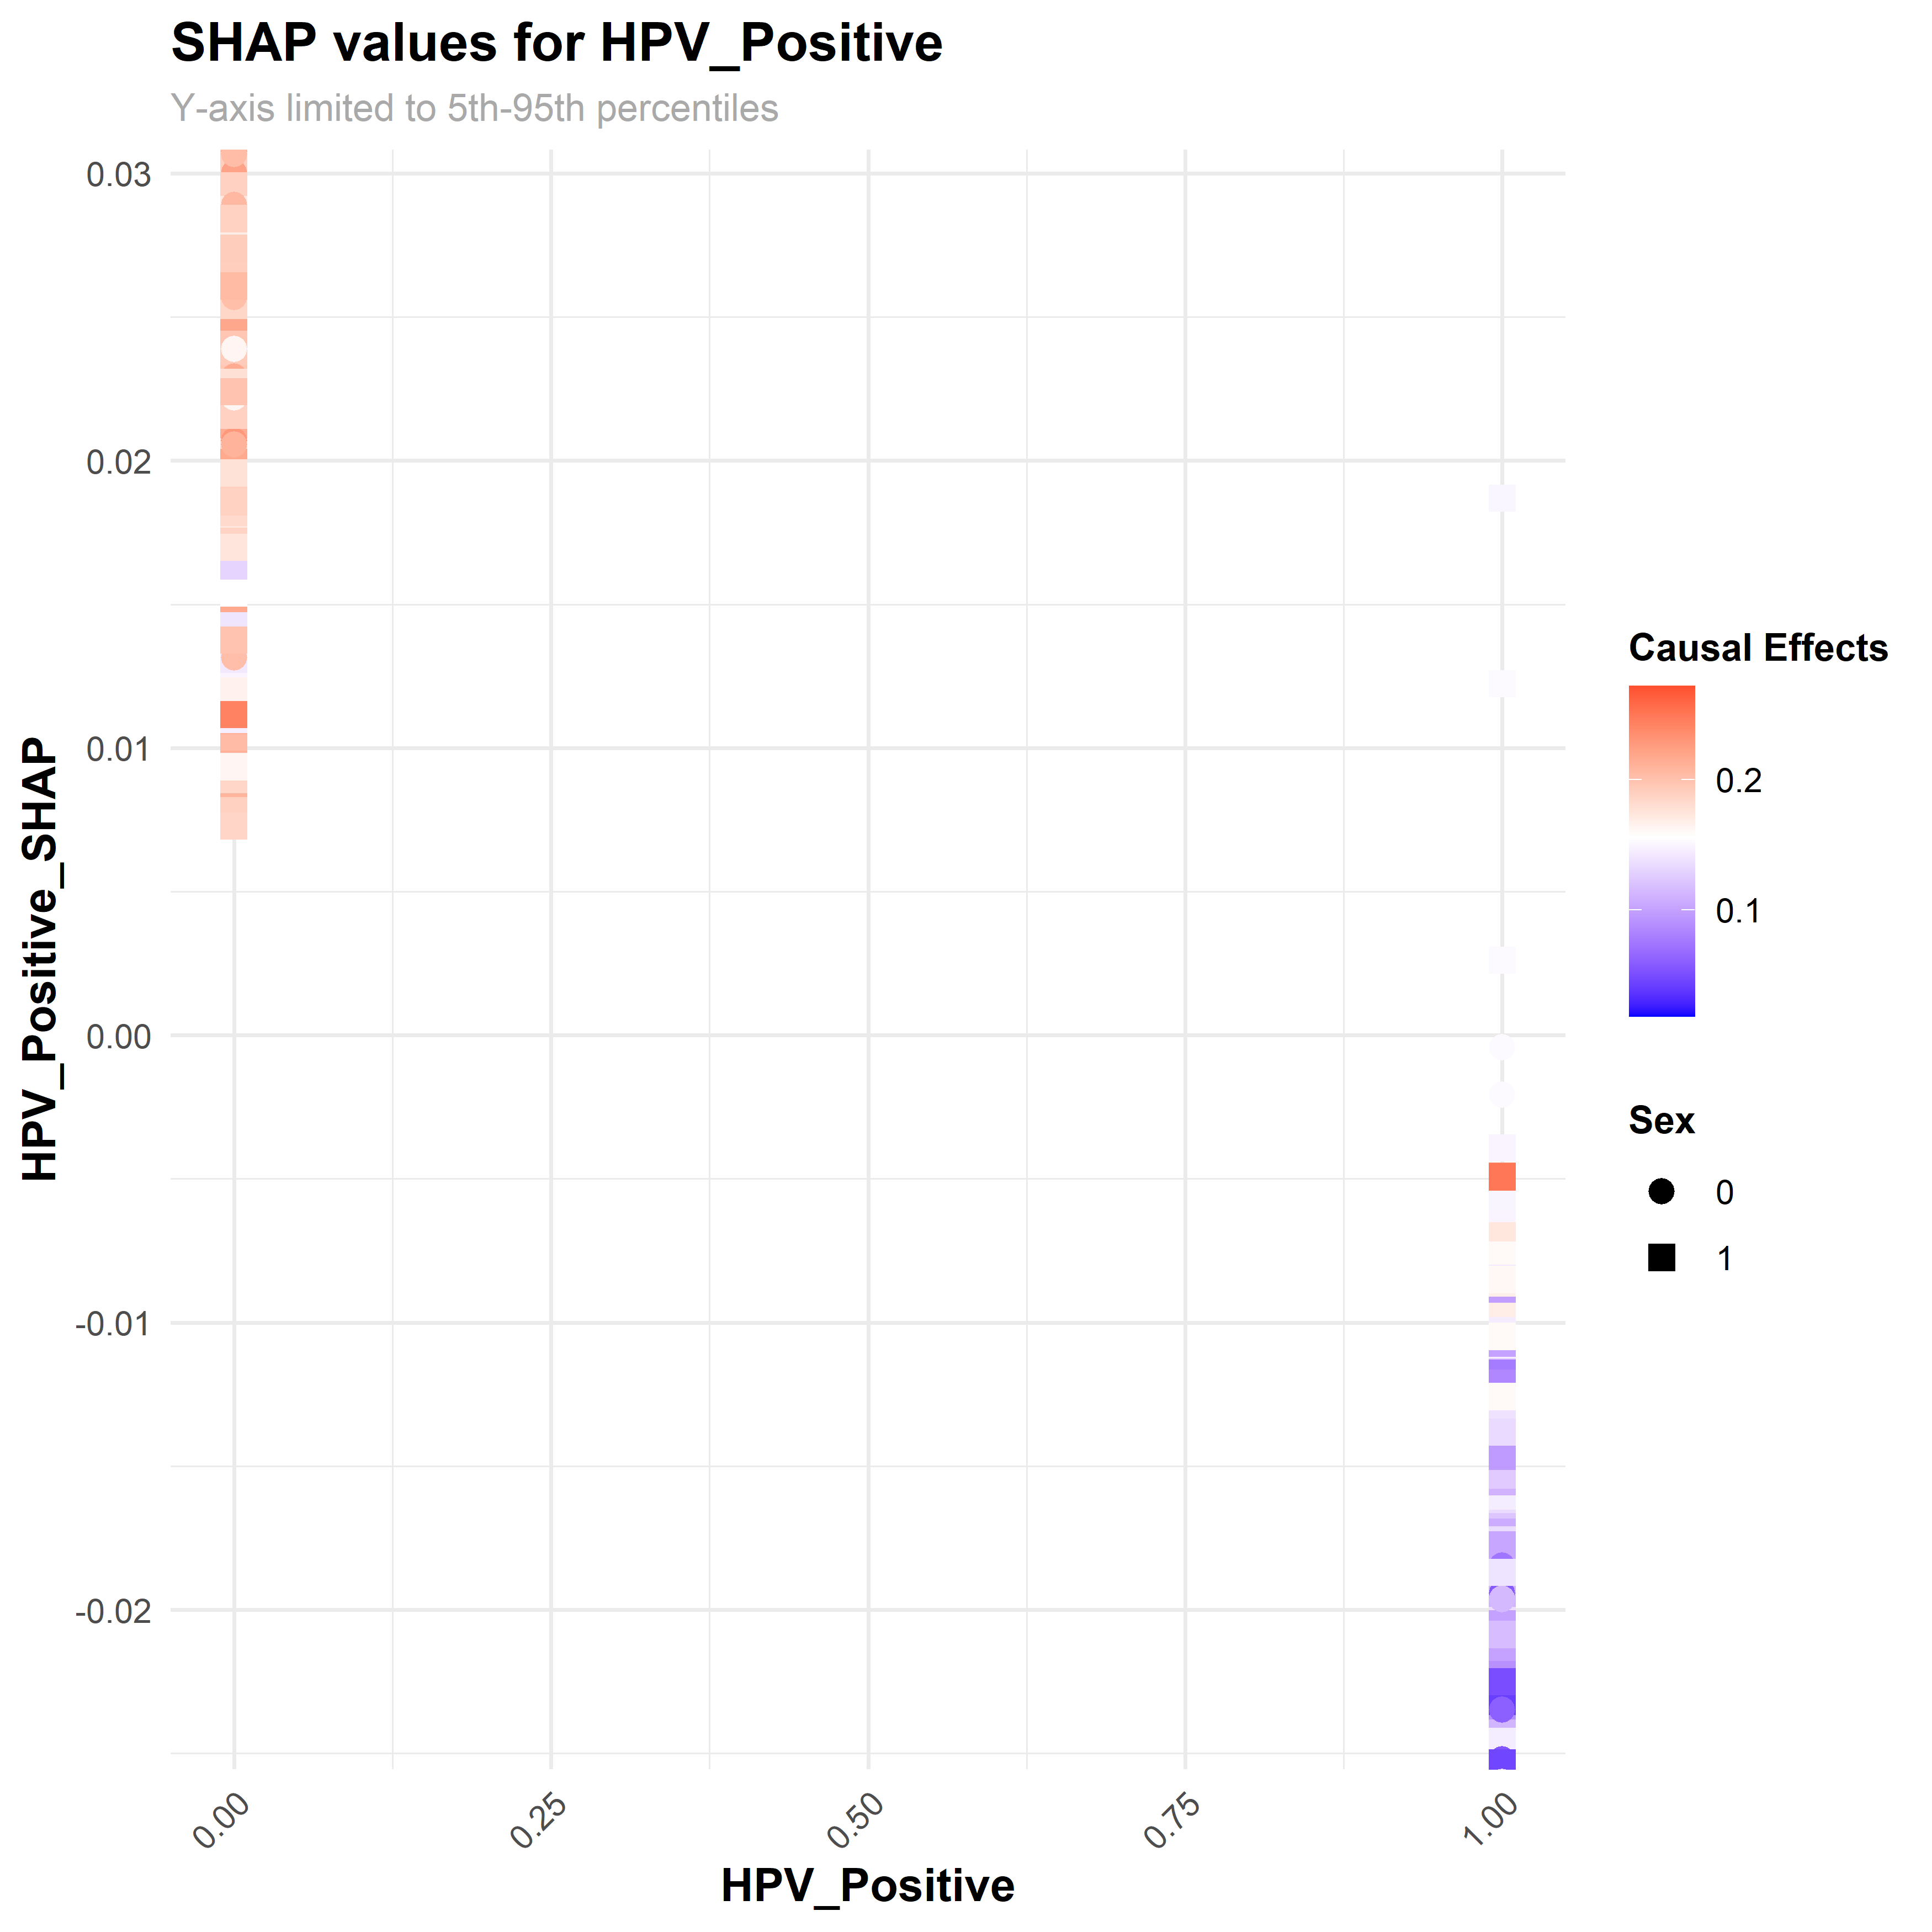 SHAP values for HPV_Positive
Y-axis limited to 5th-95th percentiles
HPV_Positive_SHAP
0.03
0.02
0.01
0.00
-0.01
-0.02
0.00
0.25
0.50
0.75
1.00
HPV_Positive
Causal Effects
0.2
0.1
Sex
0
1